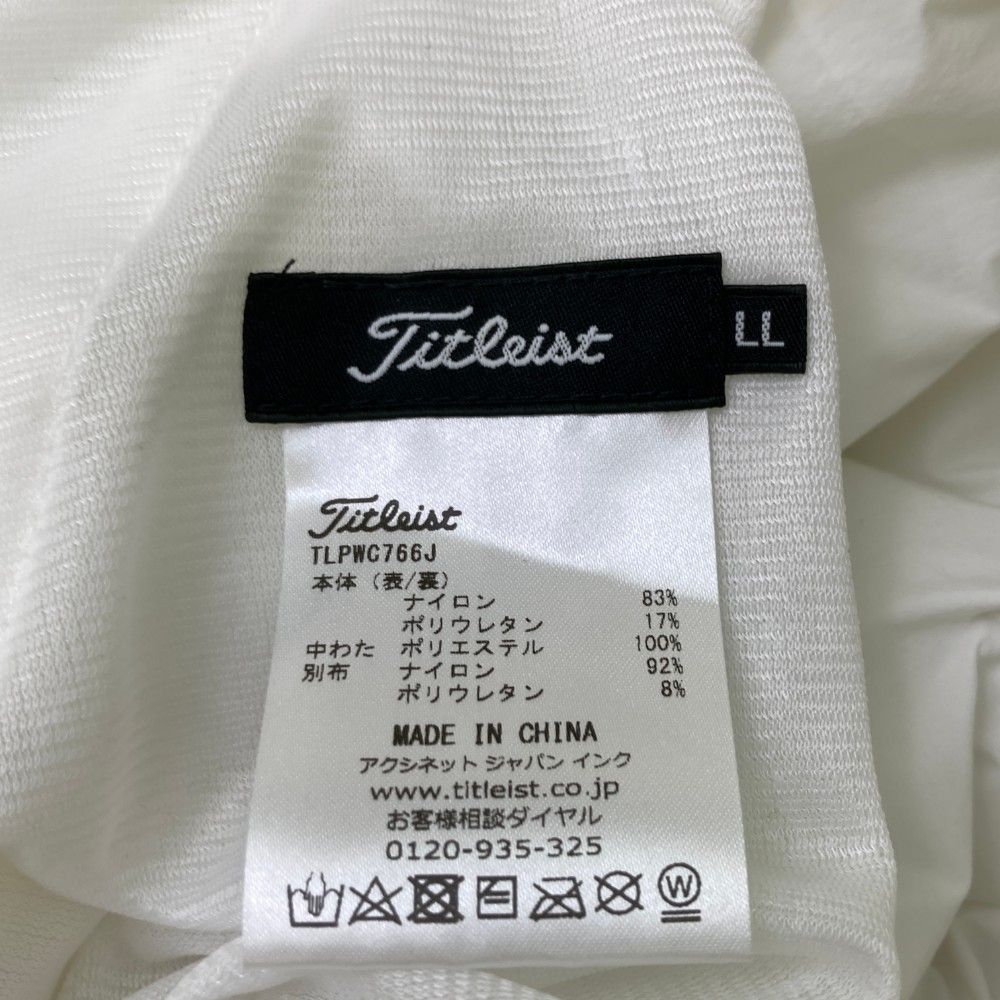 Titleist
LL
Titleist
TLPWC766J
本体（表/裏）
ナイロン 83%
ポリウレタン 17%
中わた ポリエステル 100%
別布 ナイロン 92%
ポリウレタン 8%
MADE IN CHINA
アクシネット ジャパン インク
www.titleist.co.jp
お客様相談ダイヤル
0120-935-325
W